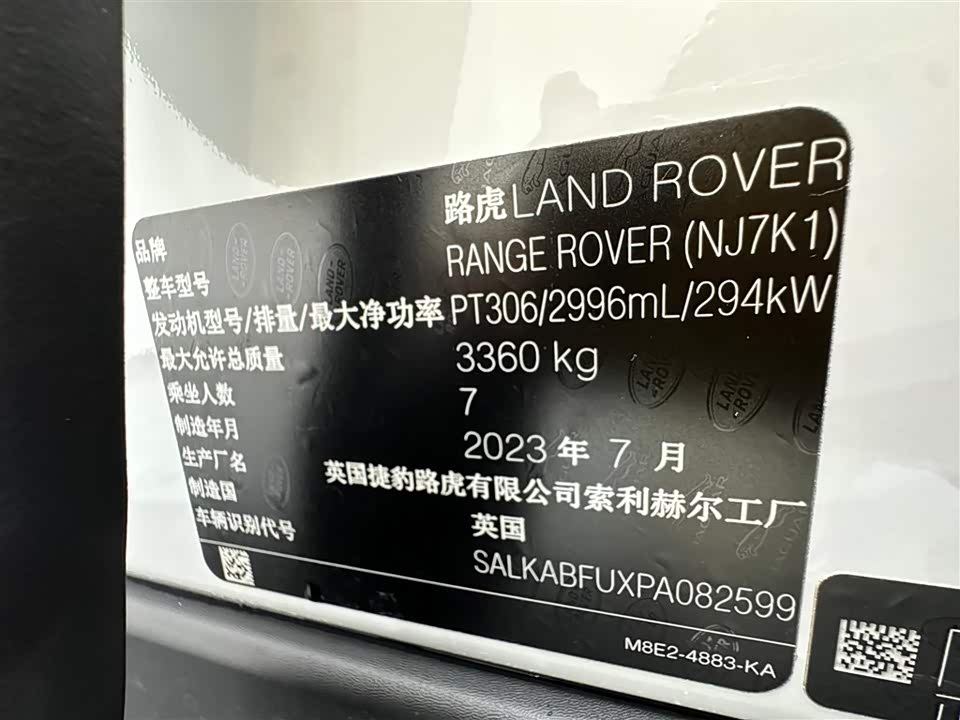 品牌 路虎LAND ROVER
整车型号 RANGE ROVER (NJ7K1)
发动机型号/排量/最大净功率 PT306/2996mL/294kW
最大允许总质量 3360 kg
乘坐人数 7
制造年月 2023 年 7 月
生产厂名 英国捷豹路虎有限公司索利赫尔工厂
制造国 英国
车辆识别代号 SALKABFUXPA082599
M8E2-4883-KA